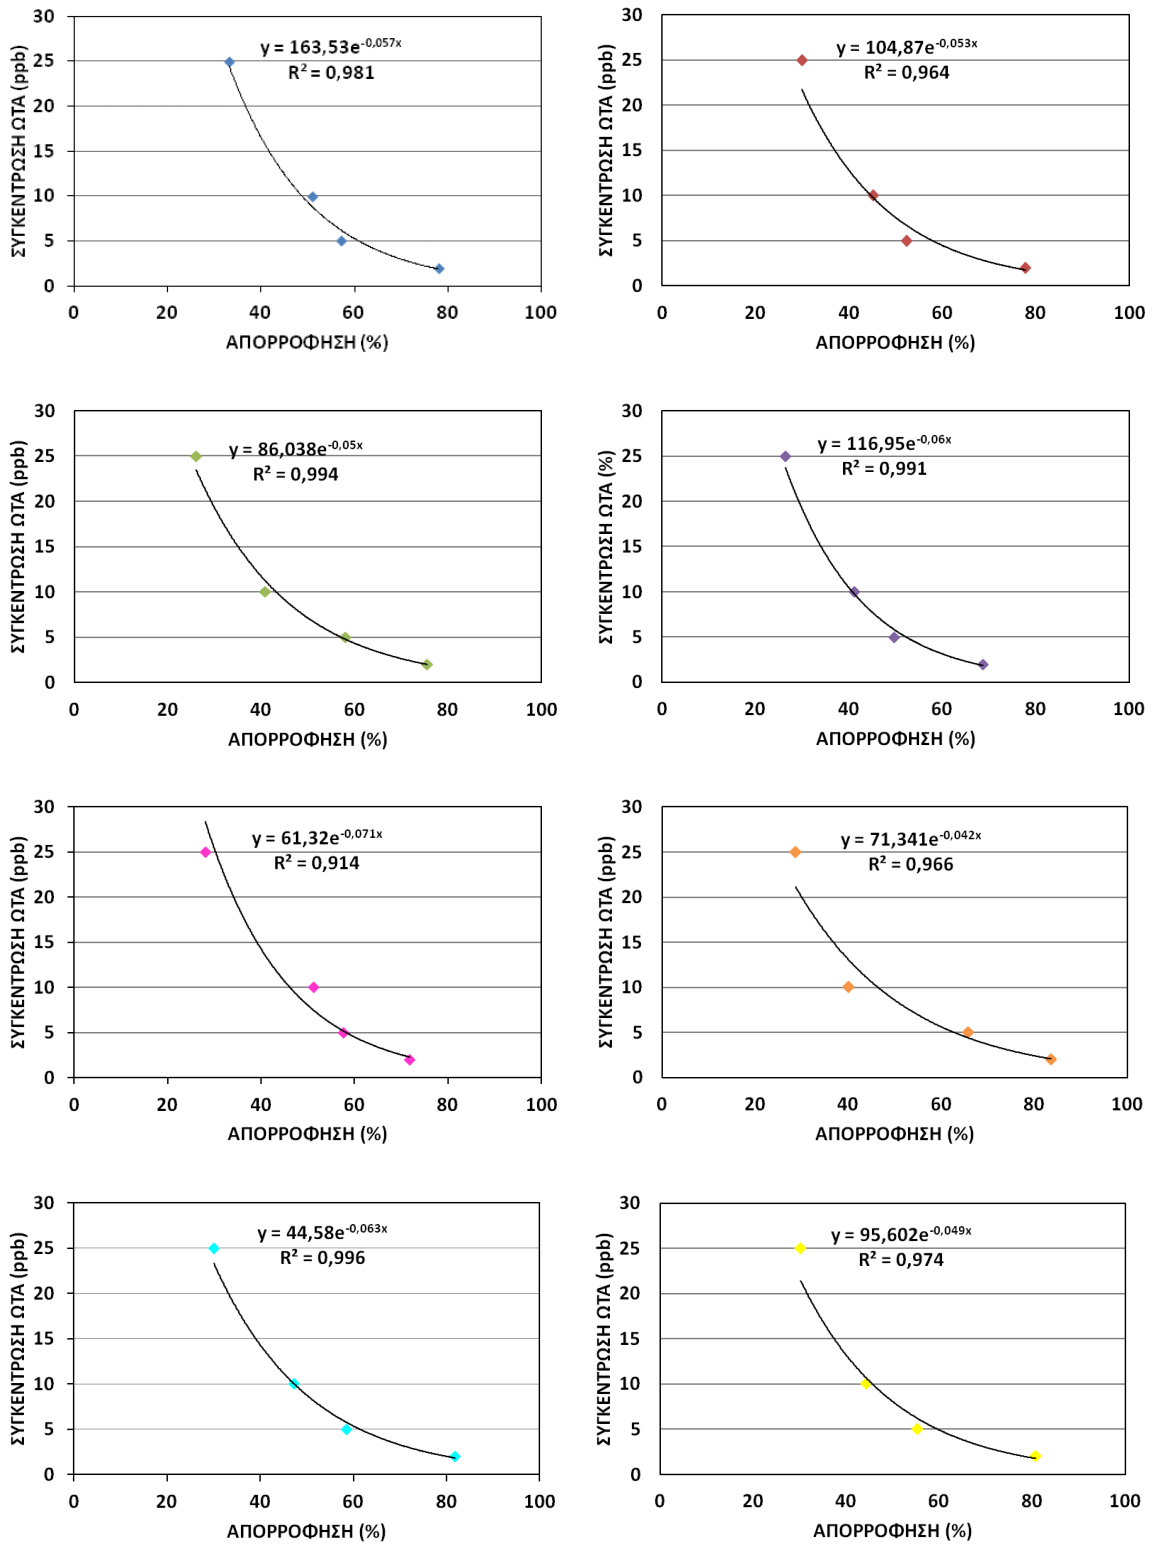 ΣΥΓΚΕΝΤΡΩΣΗ ΩΤΑ (ppb)
30
25
20
15
10
5
0
y = 163,53e^-0,057x
R² = 0,981
0 20 40 60 80 100
ΑΠΟΡΡΟΦΗΣΗ (%)
ΣΥΓΚΕΝΤΡΩΣΗ ΩΤΑ (ppb)
30
25
20
15
10
5
0
y = 104,87e^-0,053x
R² = 0,964
0 20 40 60 80 100
ΑΠΟΡΡΟΦΗΣΗ (%)
ΣΥΓΚΕΝΤΡΩΣΗ ΩΤΑ (ppb)
30
25
20
15
10
5
0
y = 86,038e^-0,05x
R² = 0,994
0 20 40 60 80 100
ΑΠΟΡΡΟΦΗΣΗ (%)
ΣΥΓΚΕΝΤΡΩΣΗ ΩΤΑ (%)
30
25
20
15
10
5
0
y = 116,95e^-0,06x
R² = 0,991
0 20 40 60 80 100
ΑΠΟΡΡΟΦΗΣΗ (%)
ΣΥΓΚΕΝΤΡΩΣΗ ΩΤΑ (ppb)
30
25
20
15
10
5
0
y = 61,32e^-0,071x
R² = 0,914
0 20 40 60 80 100
ΑΠΟΡΡΟΦΗΣΗ (%)
ΣΥΓΚΕΝΤΡΩΣΗ ΩΤΑ (ppb)
30
25
20
15
10
5
0
y = 71,341e^-0,042x
R² = 0,966
0 20 40 60 80 100
ΑΠΟΡΡΟΦΗΣΗ (%)
ΣΥΓΚΕΝΤΡΩΣΗ ΩΤΑ (ppb)
30
25
20
15
10
5
0
y = 44,58e^-0,063x
R² = 0,996
0 20 40 60 80 100
ΑΠΟΡΡΟΦΗΣΗ (%)
ΣΥΓΚΕΝΤΡΩΣΗ ΩΤΑ (ppb)
30
25
20
15
10
5
0
y = 95,602e^-0,049x
R² = 0,974
0 20 40 60 80 100
ΑΠΟΡΡΟΦΗΣΗ (%)